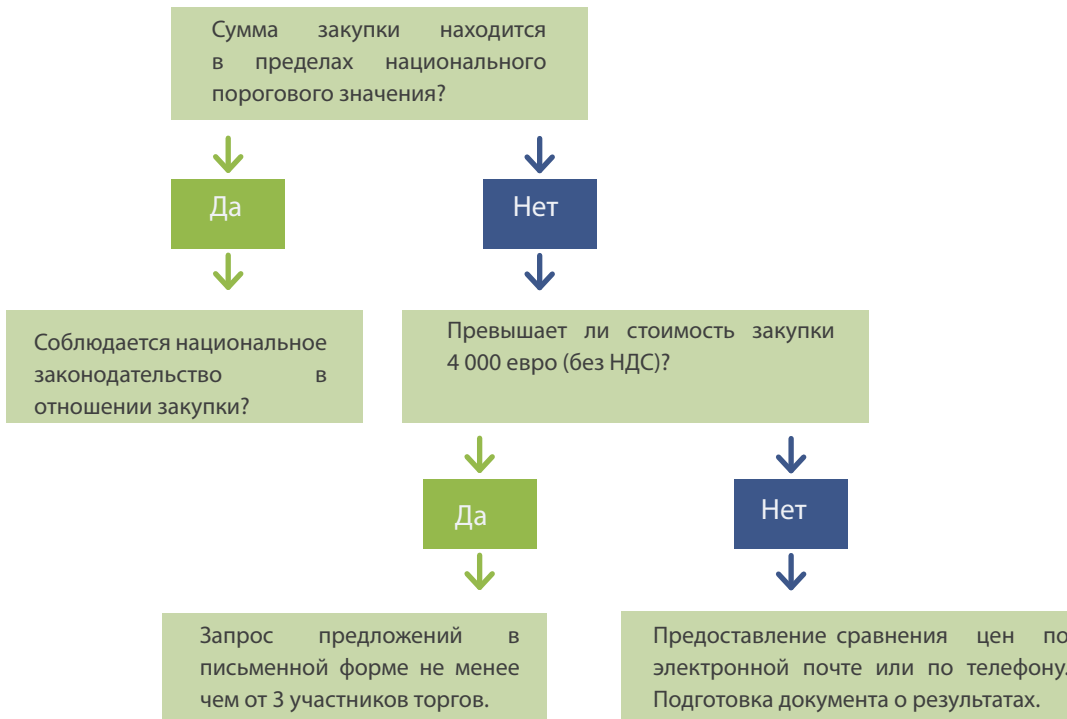 Сумма закупки находится
в пределах национального
порогового значения?
Да
Нет
Соблюдается национальное
законодательство в
отношении закупки?
Превышает ли стоимость закупки
4 000 евро (без НДС)?
Да
Нет
Запрос предложений в
письменной форме не менее
чем от 3 участников торгов.
Предоставление сравнения цен по
электронной почте или по телефону.
Подготовка документа о результатах.